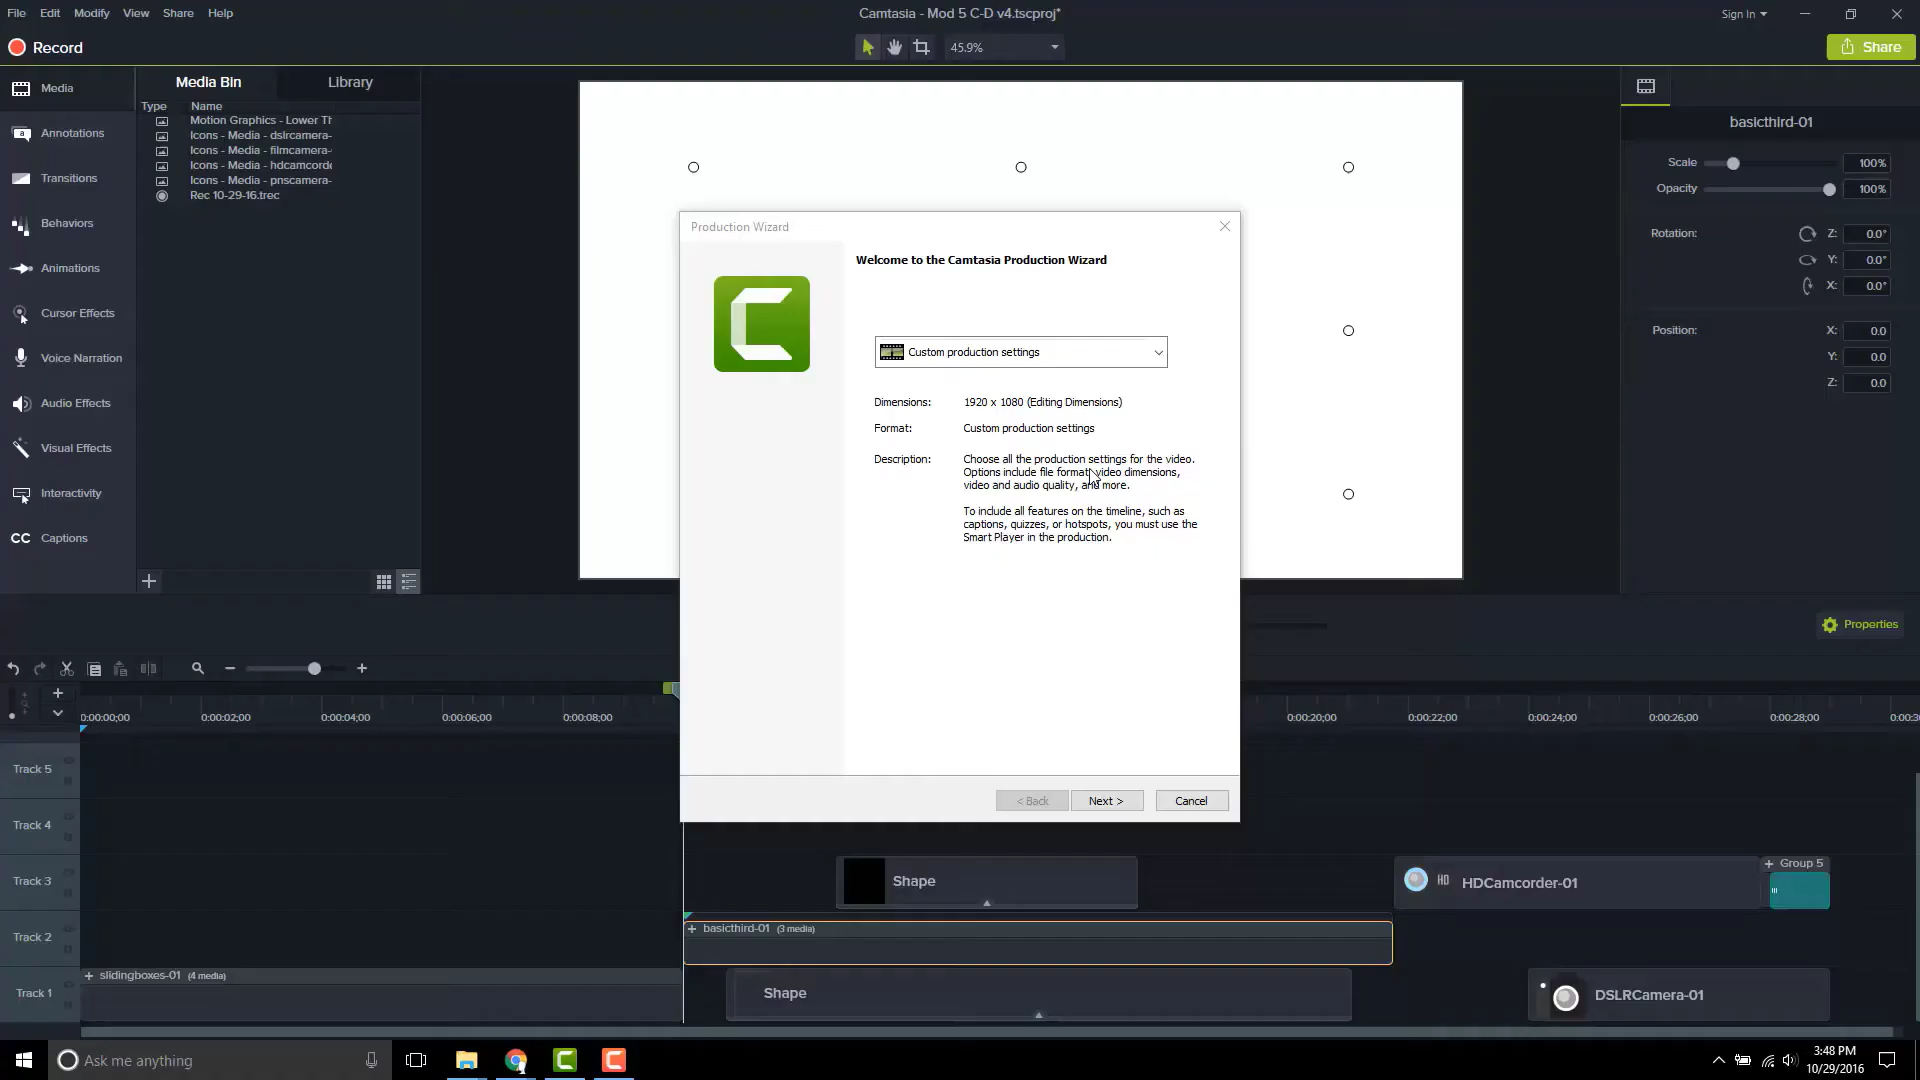 File Edit Modify View Share Help
Camtasia - Mod 5 C-D v4.tscproj*
Sign In
Record
45.9%
Share
Media
Annotations
Transitions
Behaviors
Animations
Cursor Effects
Voice Narration
Audio Effects
Visual Effects
Interactivity
CC Captions
Media Bin Library
Type Name
Motion Graphics - Lower Th
Icons - Media - dslrcamera-
Icons - Media - filmcamera-
Icons - Media - hdcamcorde
Icons - Media - pnscamera-
Rec 10-29-16.trec
Production Wizard
Welcome to the Camtasia Production Wizard
Custom production settings
Dimensions: 1920 x 1080 (Editing Dimensions)
Format: Custom production settings
Description: Choose all the production settings for the video.
Options include file format, video dimensions,
video and audio quality, and more.
To include all features on the timeline, such as
captions, quizzes, or hotspots, you must use the
Smart Player in the production.
< Back Next > Cancel
basicthird-01
Scale 100%
Opacity 100%
Rotation: Z: 0.0°
Y: 0.0°
X: 0.0°
Position: X: 0.0
Y: 0.0
Z: 0.0
Properties
0:00:00;00 0:00:02;00 0:00:04;00 0:00:06;00 0:00:08;00 0:00:20;00 0:00:22;00 0:00:24;00 0:00:26;00 0:00:28;00 0:00:30
Track 5
Track 4
Track 3 Shape HD HDCamcorder-01 + Group 5
Track 2 + basicthird-01 (3 media)
Track 1 + slidingboxes-01 (4 media) Shape DSLRCamera-01
Ask me anything
3:48 PM
10/29/2016